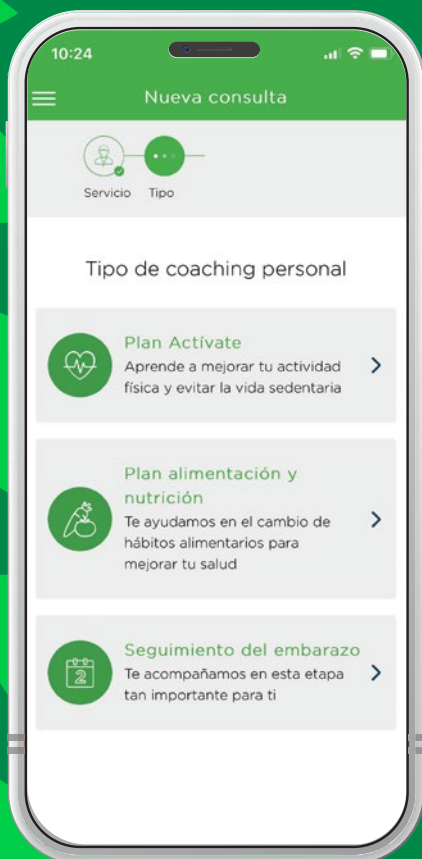 10:24
Nueva consulta
Servicio Tipo
Tipo de coaching personal
Plan Actívate
Aprende a mejorar tu actividad
física y evitar la vida sedentaria
Plan alimentación y
nutrición
Te ayudamos en el cambio de
hábitos alimentarios para
mejorar tu salud
2
Seguimiento del embarazo
Te acompañamos en esta etapa
tan importante para ti